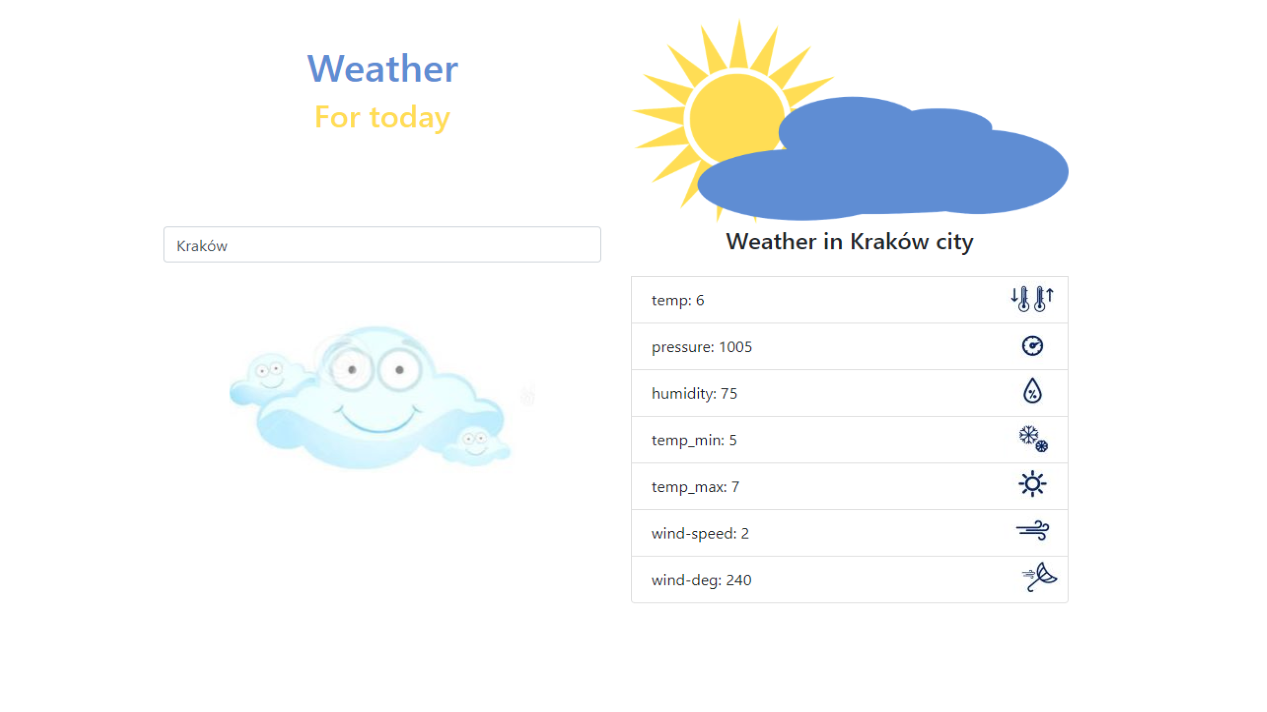 Weather
For today
Kraków
Weather in Kraków city
temp: 6
pressure: 1005
humidity: 75
temp_min: 5
temp_max: 7
wind-speed: 2
wind-deg: 240